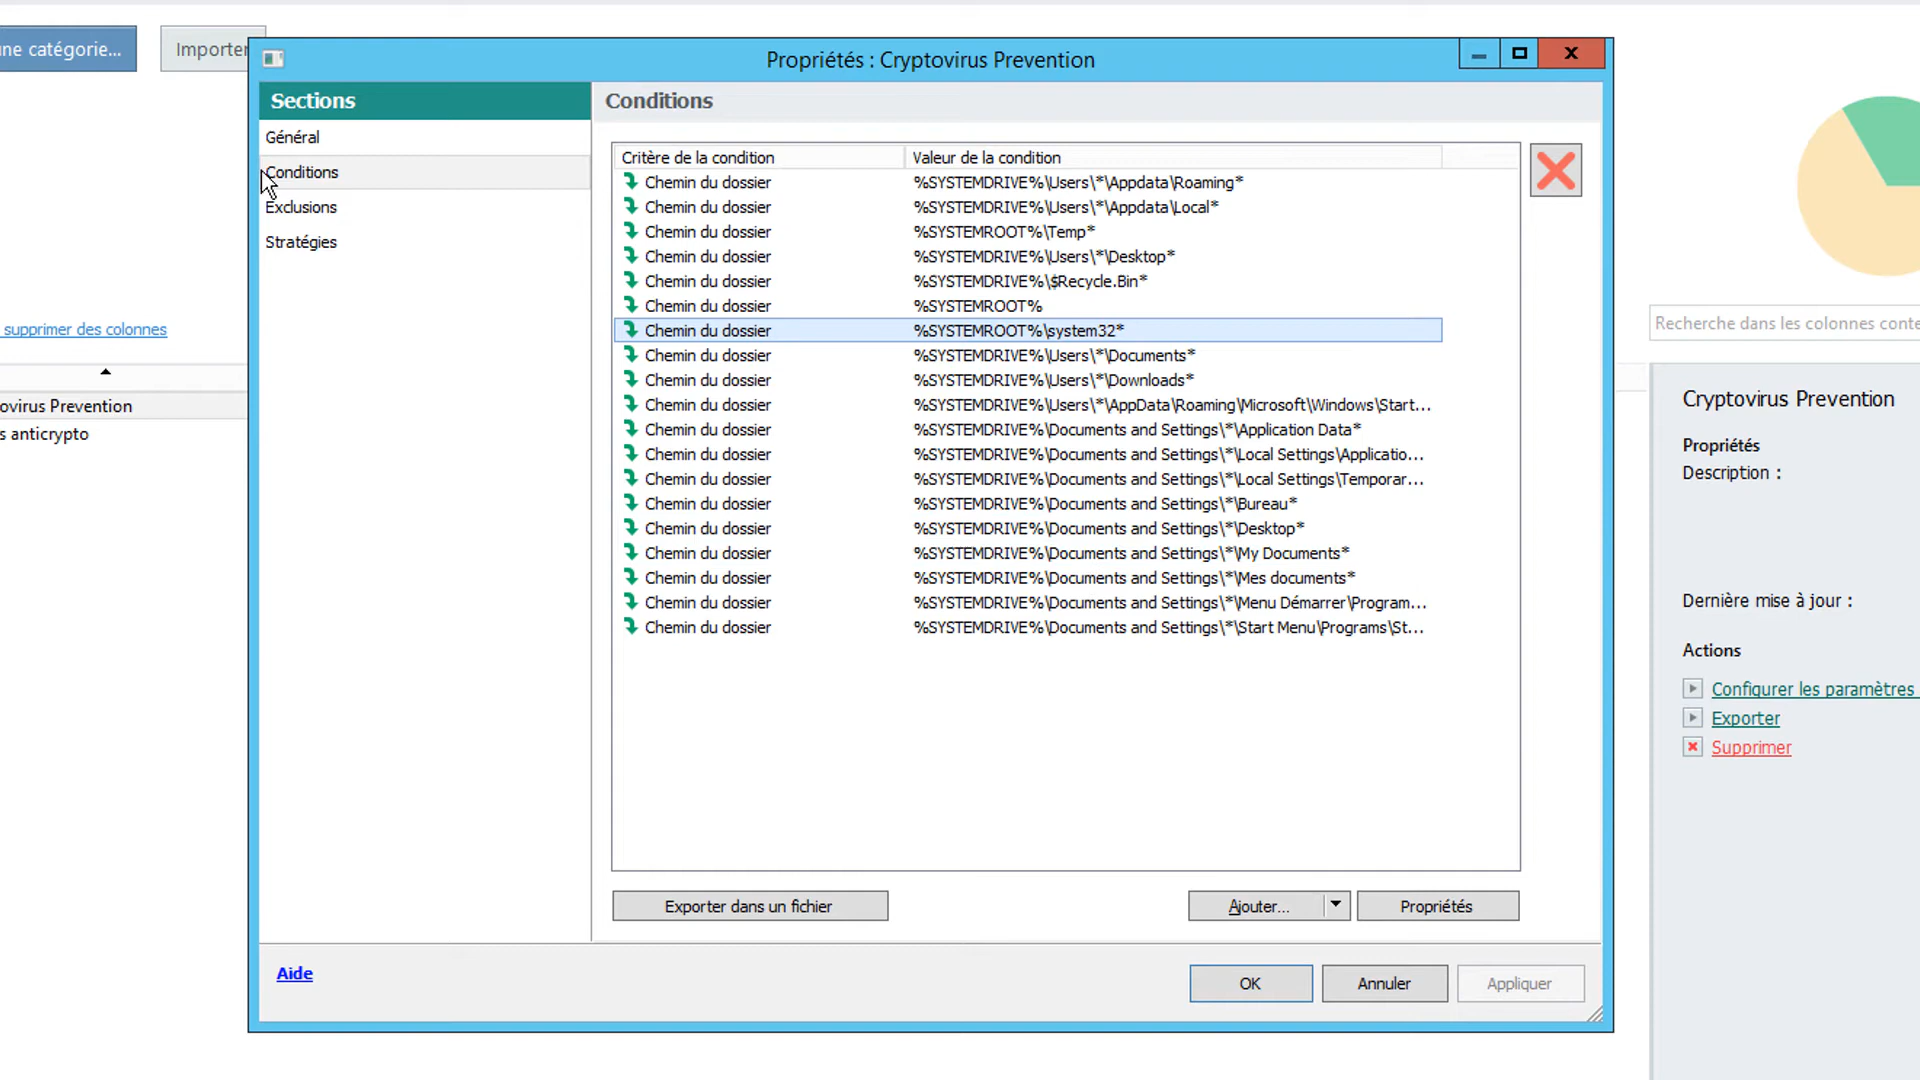 ne catégorie...
Importer
Propriétés : Cryptovirus Prevention
Sections
Général
Conditions
Exclusions
Stratégies
Conditions
Critère de la condition Valeur de la condition
Chemin du dossier %SYSTEMDRIVE%\Users\*\Appdata\Roaming*
Chemin du dossier %SYSTEMDRIVE%\Users\*\Appdata\Local*
Chemin du dossier %SYSTEMROOT%\Temp*
Chemin du dossier %SYSTEMDRIVE%\Users\*\Desktop*
Chemin du dossier %SYSTEMDRIVE%\$Recycle.Bin*
Chemin du dossier %SYSTEMROOT%
Chemin du dossier %SYSTEMROOT%\system32*
Chemin du dossier %SYSTEMDRIVE%\Users\*\Documents*
Chemin du dossier %SYSTEMDRIVE%\Users\*\Downloads*
Chemin du dossier %SYSTEMDRIVE%\Users\*\AppData\Roaming\Microsoft\Windows\Start...
Chemin du dossier %SYSTEMDRIVE%\Documents and Settings\*\Application Data*
Chemin du dossier %SYSTEMDRIVE%\Documents and Settings\*\Local Settings\Applicatio...
Chemin du dossier %SYSTEMDRIVE%\Documents and Settings\*\Local Settings\Temporar...
Chemin du dossier %SYSTEMDRIVE%\Documents and Settings\*\Bureau*
Chemin du dossier %SYSTEMDRIVE%\Documents and Settings\*\Desktop*
Chemin du dossier %SYSTEMDRIVE%\Documents and Settings\*\My Documents*
Chemin du dossier %SYSTEMDRIVE%\Documents and Settings\*\Mes documents*
Chemin du dossier %SYSTEMDRIVE%\Documents and Settings\*\Menu Démarrer\Program...
Chemin du dossier %SYSTEMDRIVE%\Documents and Settings\*\Start Menu\Programs\St...
Exporter dans un fichier
Ajouter...
Propriétés
Aide
OK
Annuler
Appliquer
supprimer des colonnes
ovirus Prevention
s anticrypto
Recherche dans les colonnes conte
Cryptovirus Prevention
Propriétés
Description :
Dernière mise à jour :
Actions
Configurer les paramètres
Exporter
Supprimer